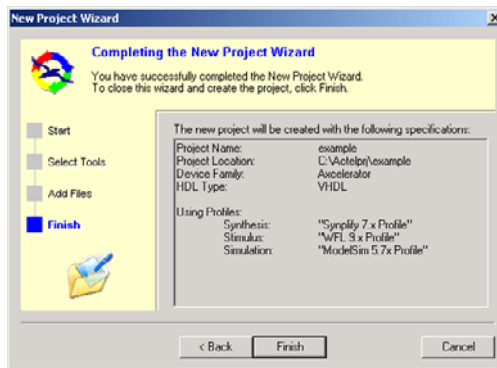 New Project Wizard
Completing the New Project Wizard
You have successfully completed the New Project Wizard.
To close this wizard and create the project, click Finish.
Start
Select Tools
Add Files
Finish
The new project will be created with the following specifications:
Project Name: example
Project Location: C:\Actelprj\example
Device Family: Axcelerator
HDL Type: VHDL
Using Profiles:
Synthesis: "Synplify 7.x Profile"
Stimulus: "WFL 9.x Profile"
Simulation: "ModelSim 5.7x Profile"
< Back Finish Cancel